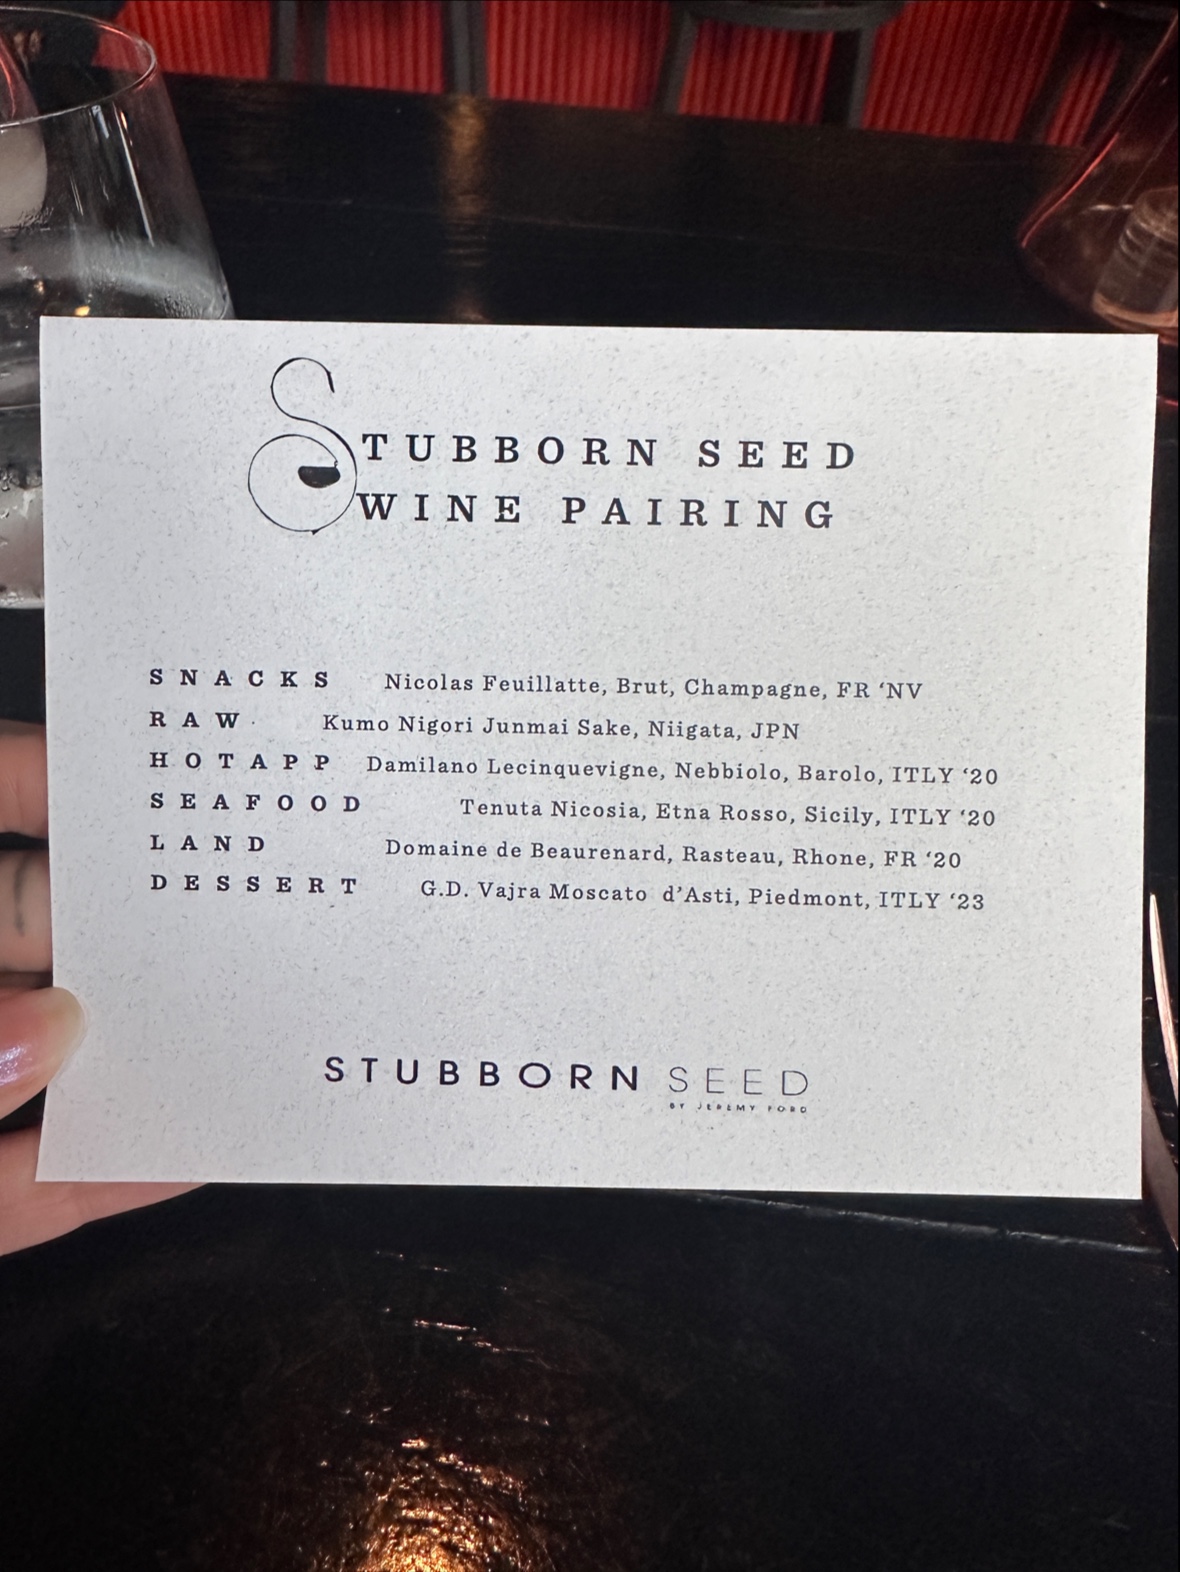 STUBBORN SEED
WINE PAIRING
SNACKS Nicolas Feuillatte, Brut, Champagne, FR ‘NV
RAW Kumo Nigori Junmai Sake, Niigata, JPN
HOT APP Damilano Lecinquevigne, Nebbiolo, Barolo, ITLY ‘20
SEAFOOD Tenuta Nicosia, Etna Rosso, Sicily, ITLY ‘20
LAND Domaine de Beaurenard, Rasteau, Rhone, FR ‘20
DESSERT G.D. Vajra Moscato d’Asti, Piedmont, ITLY ‘23
STUBBORN SEED
BY JEREMY FORD